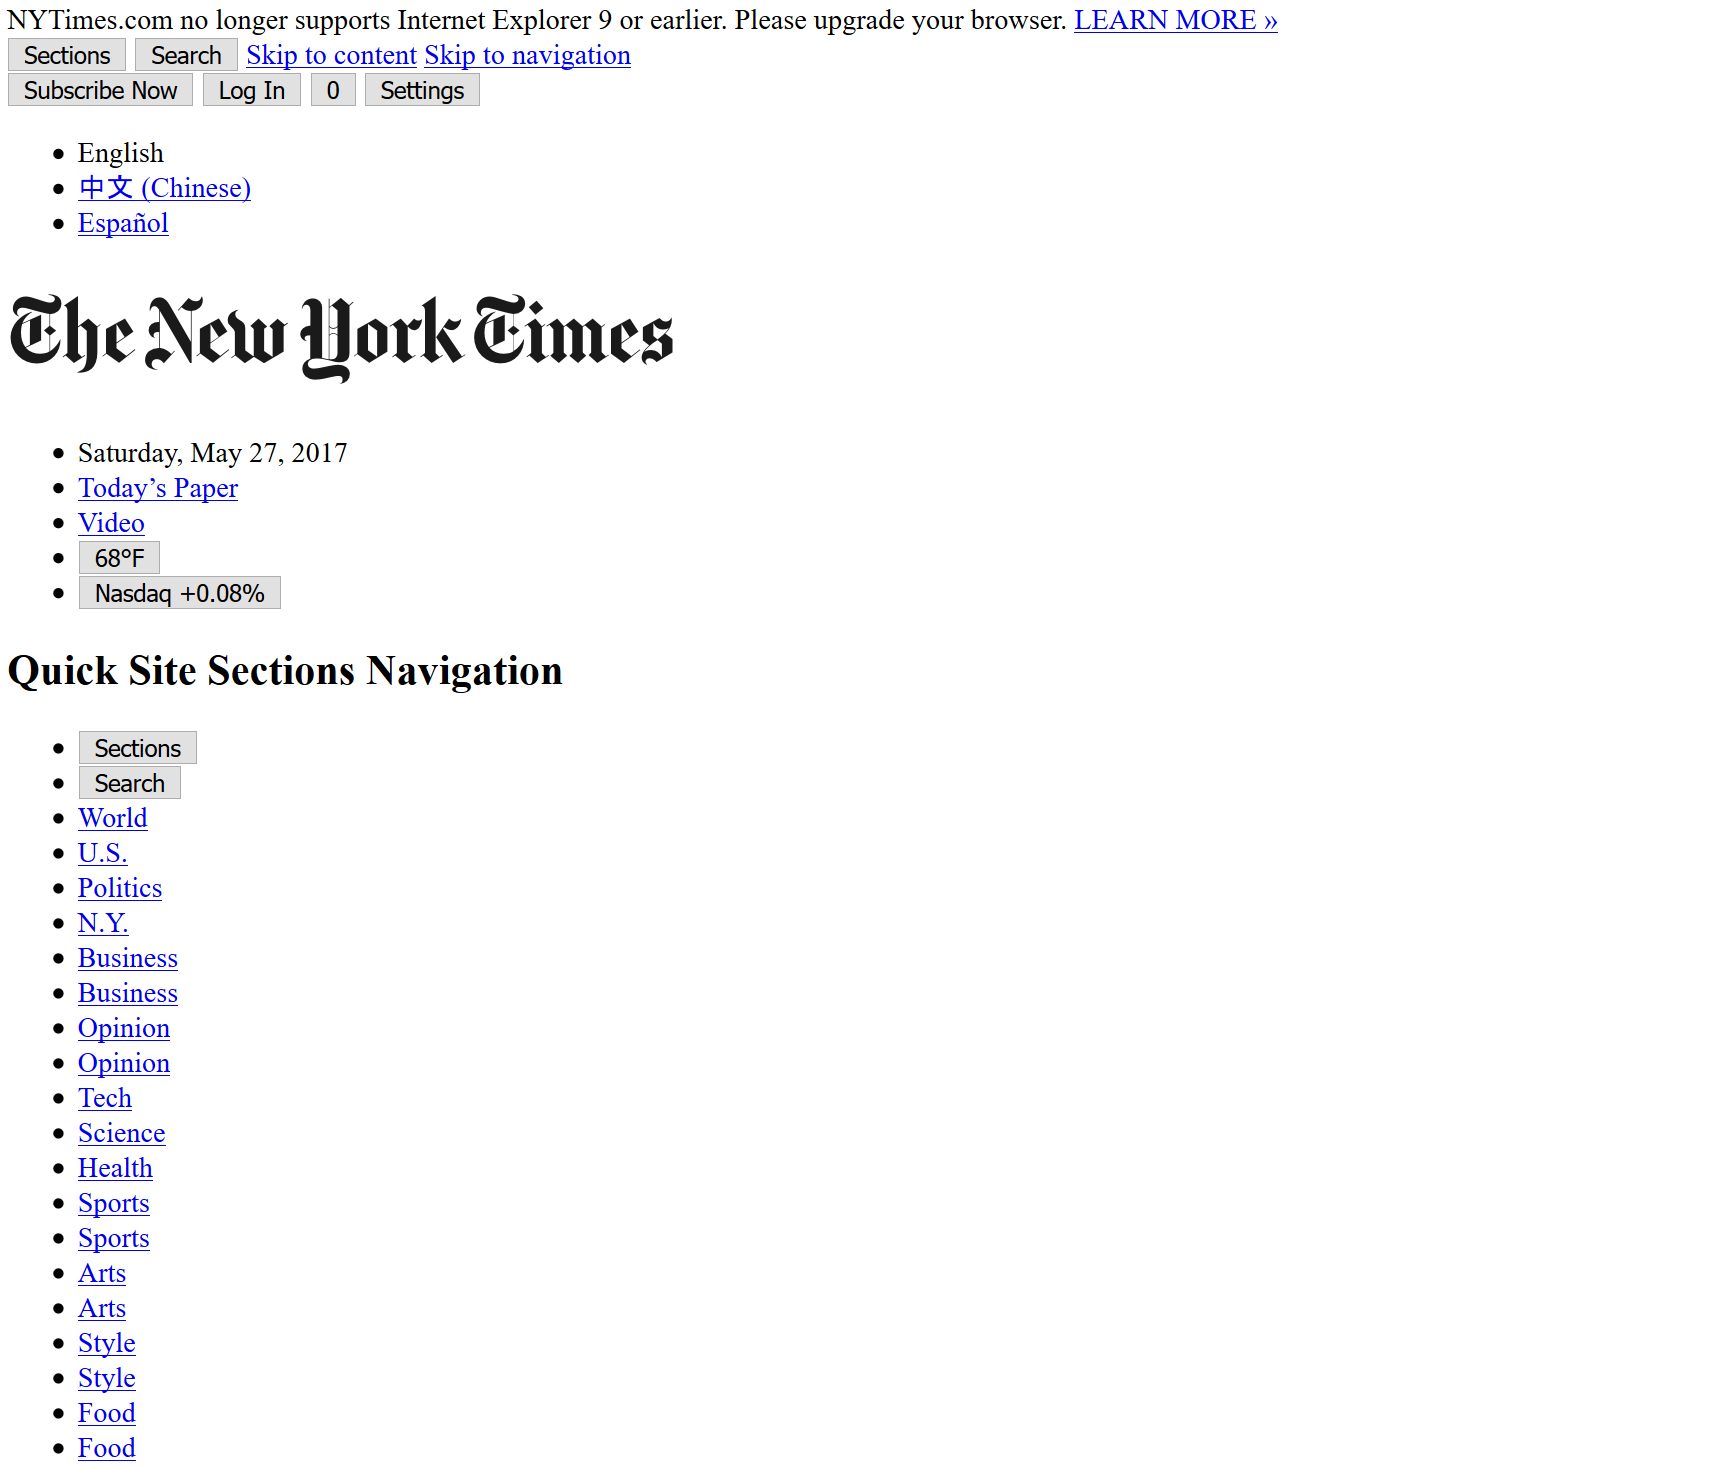 NYTimes.com no longer supports Internet Explorer 9 or earlier. Please upgrade your browser. LEARN MORE »
Sections Search Skip to content Skip to navigation
Subscribe Now Log In 0 Settings
English
中文 (Chinese)
Español
The New York Times
Saturday, May 27, 2017
Today’s Paper
Video
68°F
Nasdaq +0.08%
Quick Site Sections Navigation
Sections
Search
World
U.S.
Politics
N.Y.
Business
Business
Opinion
Opinion
Tech
Science
Health
Sports
Sports
Arts
Arts
Style
Style
Food
Food